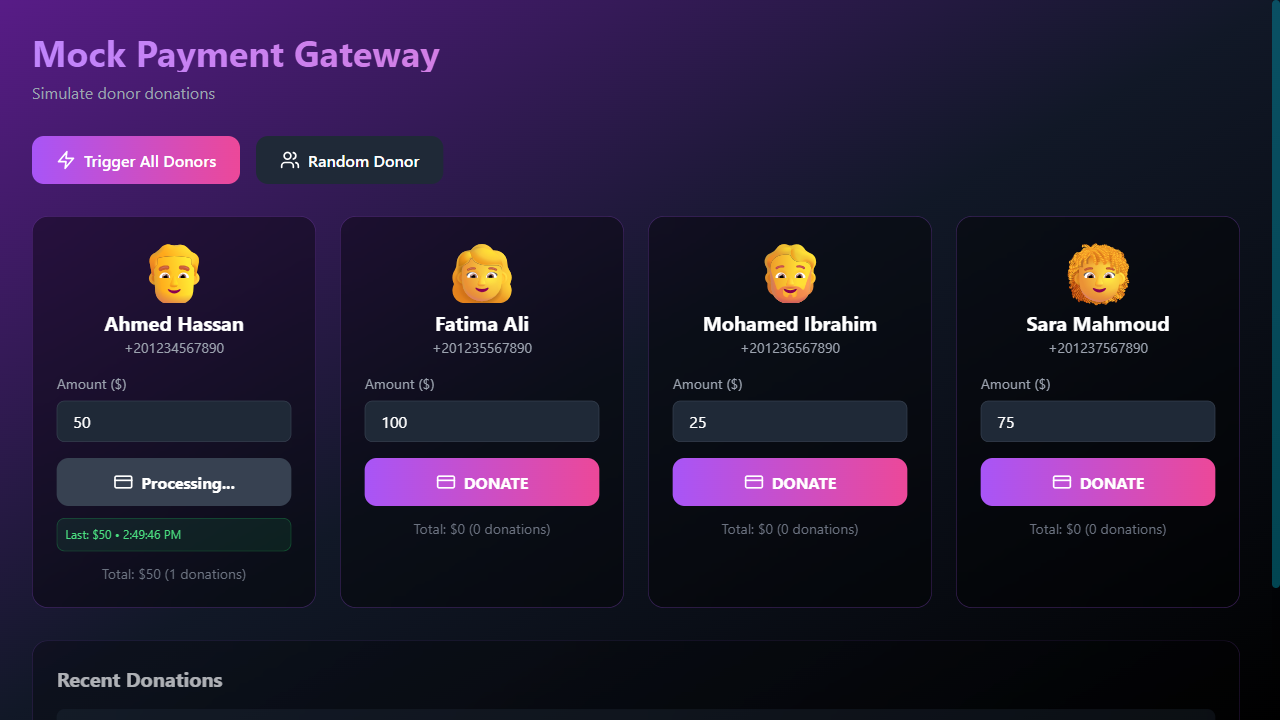 Mock Payment Gateway
Simulate donor donations
Trigger All Donors
Random Donor
Ahmed Hassan
+201234567890
Amount ($)
50
Processing...
Last: $50 • 2:49:46 PM
Total: $50 (1 donations)
Fatima Ali
+201235567890
Amount ($)
100
DONATE
Total: $0 (0 donations)
Mohamed Ibrahim
+201236567890
Amount ($)
25
DONATE
Total: $0 (0 donations)
Sara Mahmoud
+201237567890
Amount ($)
75
DONATE
Total: $0 (0 donations)
Recent Donations